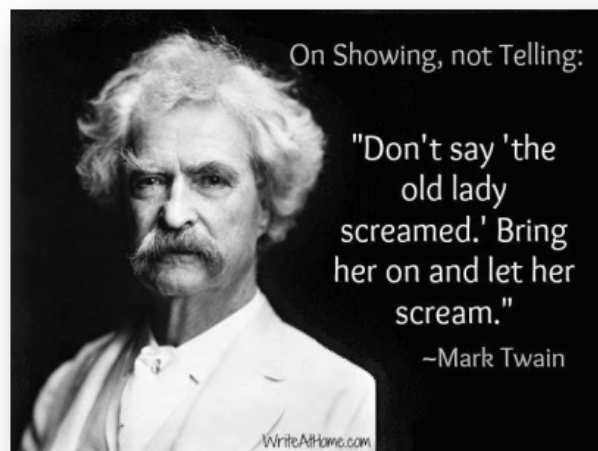 On Showing, not Telling:
"Don't say 'the
old lady
screamed.' Bring
her on and let her
scream."
~Mark Twain
WriteAtHome.com